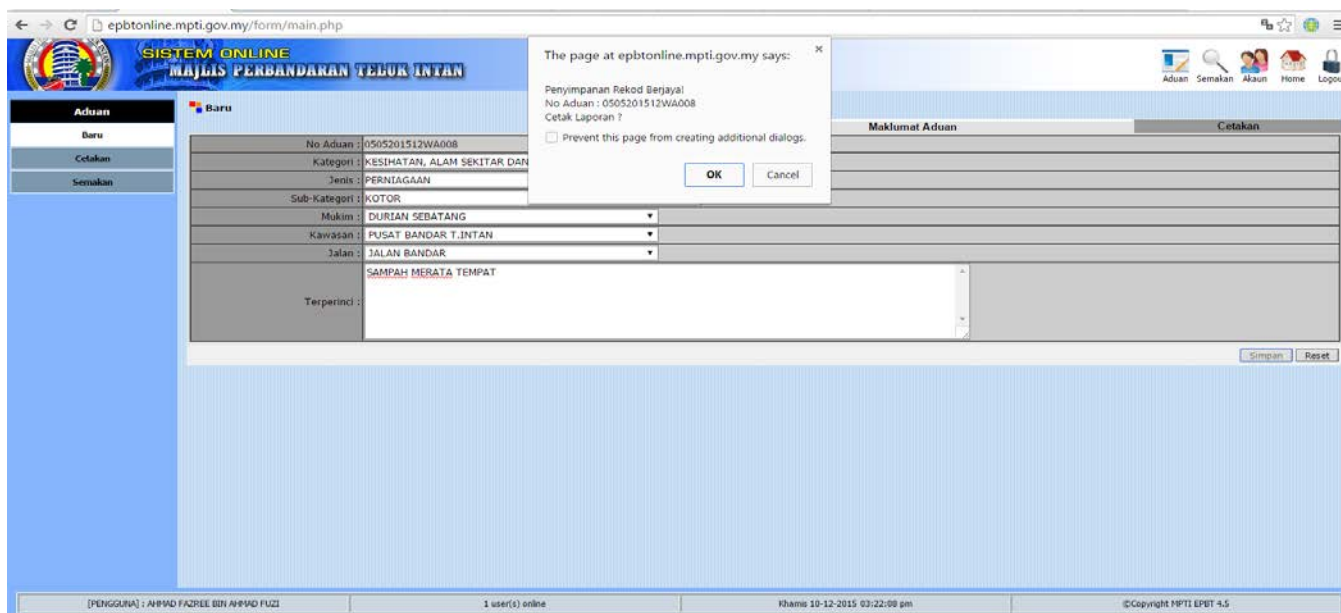 epbtonline.mpti.gov.my/form/main.php
SISTEM ONLINE
MAJLIS PERBANDARAN TELUK INTAN
The page at epbtonline.mpti.gov.my says:
Penyimpanan Rekod Berjaya!
No Aduan : 0505201512WA008
Cetak Laporan ?
Prevent this page from creating additional dialogs.
OK Cancel
Aduan Semakan Akaun Home Logou
Aduan
Baru
Cetakan
Semakan
Baru
Maklumat Aduan Cetakan
No Aduan : 0505201512WA008
Kategori : KESIHATAN, ALAM SEKITAR DAN
Jenis : PERNIAGAAN
Sub-Kategori : KOTOR
Mukim : DURIAN SEBATANG
Kawasan : PUSAT BANDAR T.INTAN
Jalan : JALAN BANDAR
Terperinci : SAMPAH MERATA TEMPAT
Simpan Reset
[PENGGUNA] : AHMAD FAZREE BIN AHMAD FUZI 1 user(s) online Khamis 10-12-2015 03:22:08 pm ©Copyright MPTI EPBT 4.5